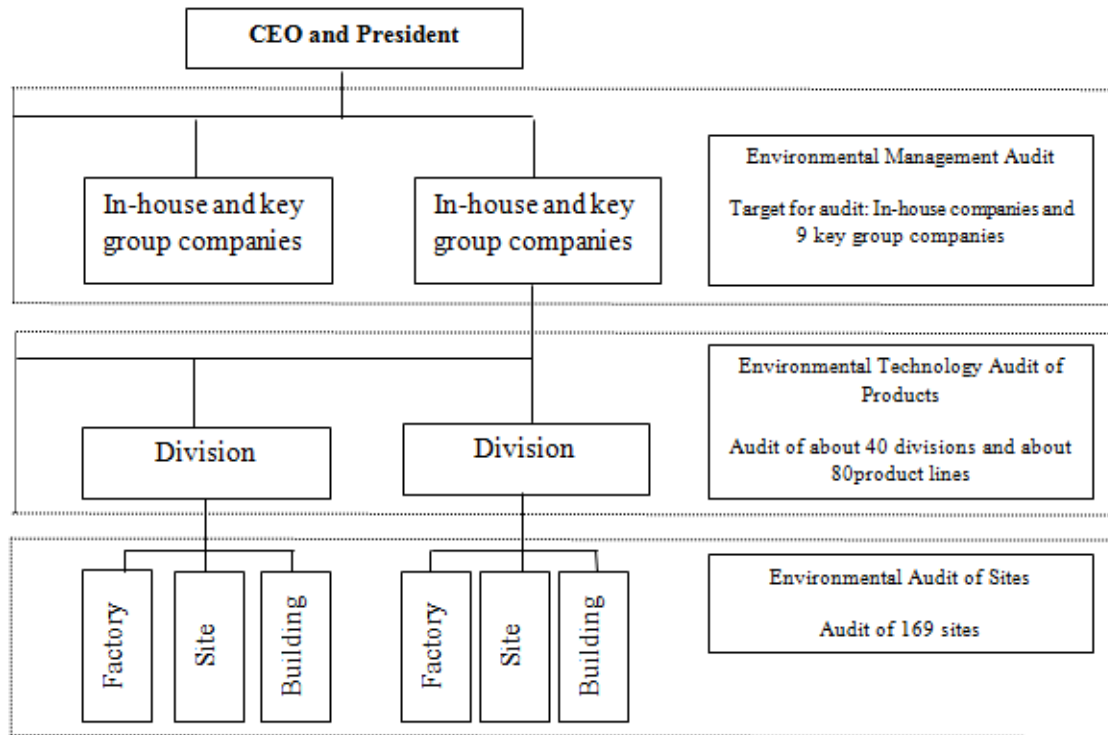 CEO and President
In-house and key
group companies
In-house and key
group companies
Environmental Management Audit
Target for audit: In-house companies and
9 key group companies
Division
Division
Environmental Technology Audit of
Products
Audit of about 40 divisions and about
80product lines
Factory
Site
Building
Factory
Site
Building
Environmental Audit of Sites
Audit of 169 sites